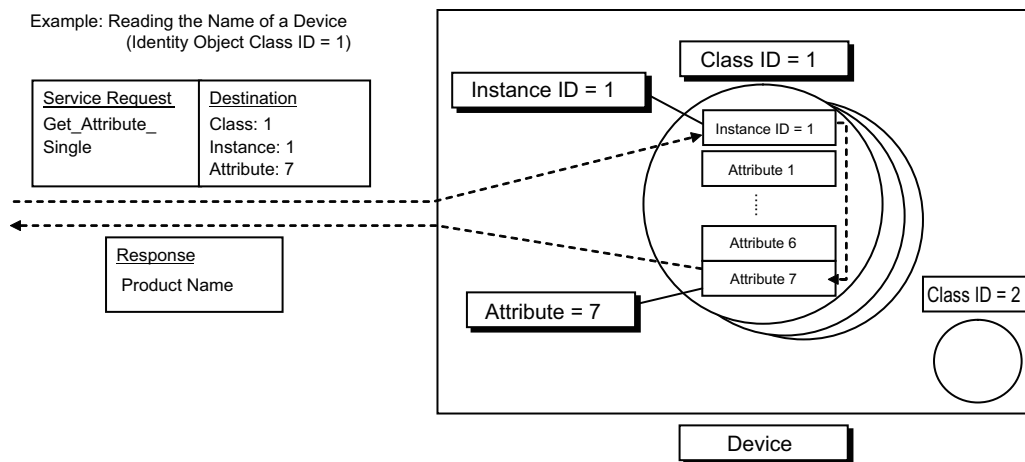 Example: Reading the Name of a Device
(Identity Object Class ID = 1)
Service Request
Get_Attribute_
Single
Destination
Class: 1
Instance: 1
Attribute: 7
Response
Product Name
Class ID = 1
Instance ID = 1
Instance ID = 1
Attribute 1
Attribute 6
Attribute 7
Attribute = 7
Class ID = 2
Device